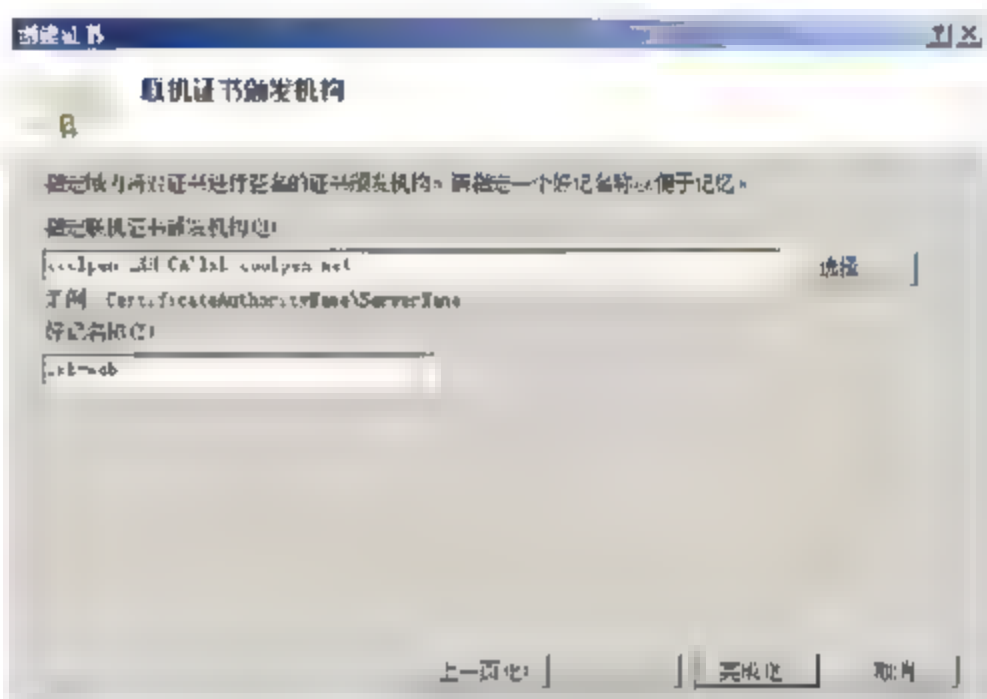 创建证书
联机证书颁发机构
指定域内将对证书进行签名的证书颁发机构。需指定一个好记名称以便于记忆。
指定联机证书颁发机构(O):
选择
示例: CertificateAuthorityName\ServerName
好记名称(Y):
上一页(P)
完成(F)
取消